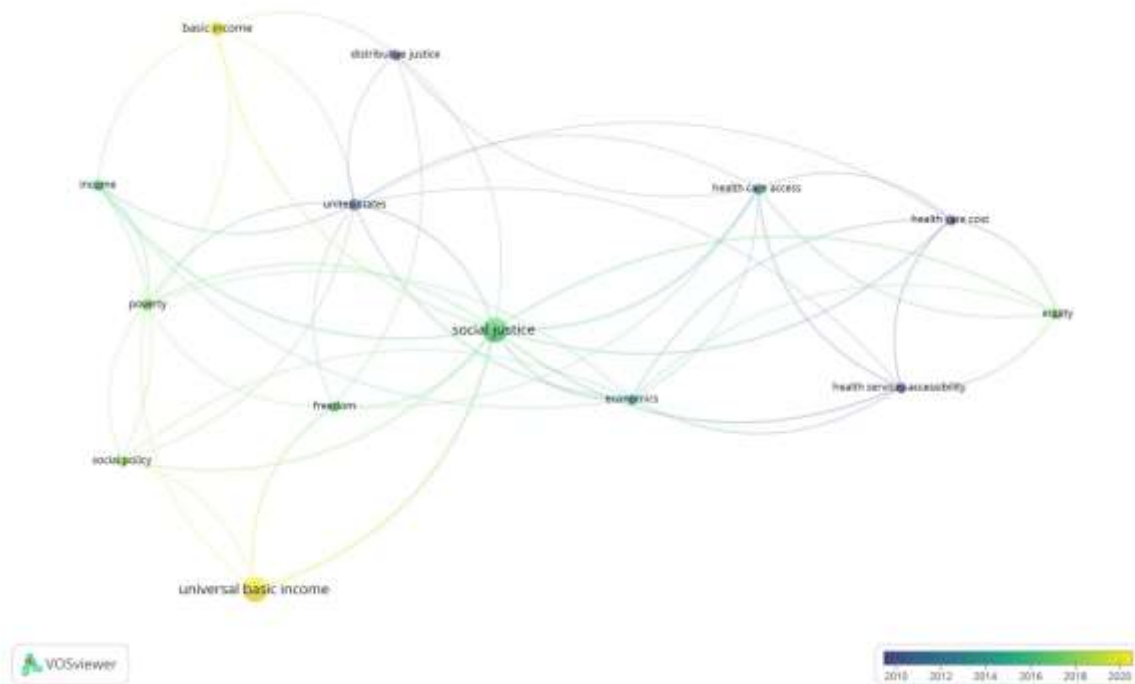 basic income
distributive justice
income
united states
health care access
health care cost
poverty
social justice
equity
freedom
economics
health services accessibility
social policy
universal basic income
VOSviewer
2010 2012 2014 2016 2018 2020